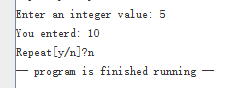 Enter an integer value: 5
You enterd: 10
Repeat[y/n]?n
— program is finished running —